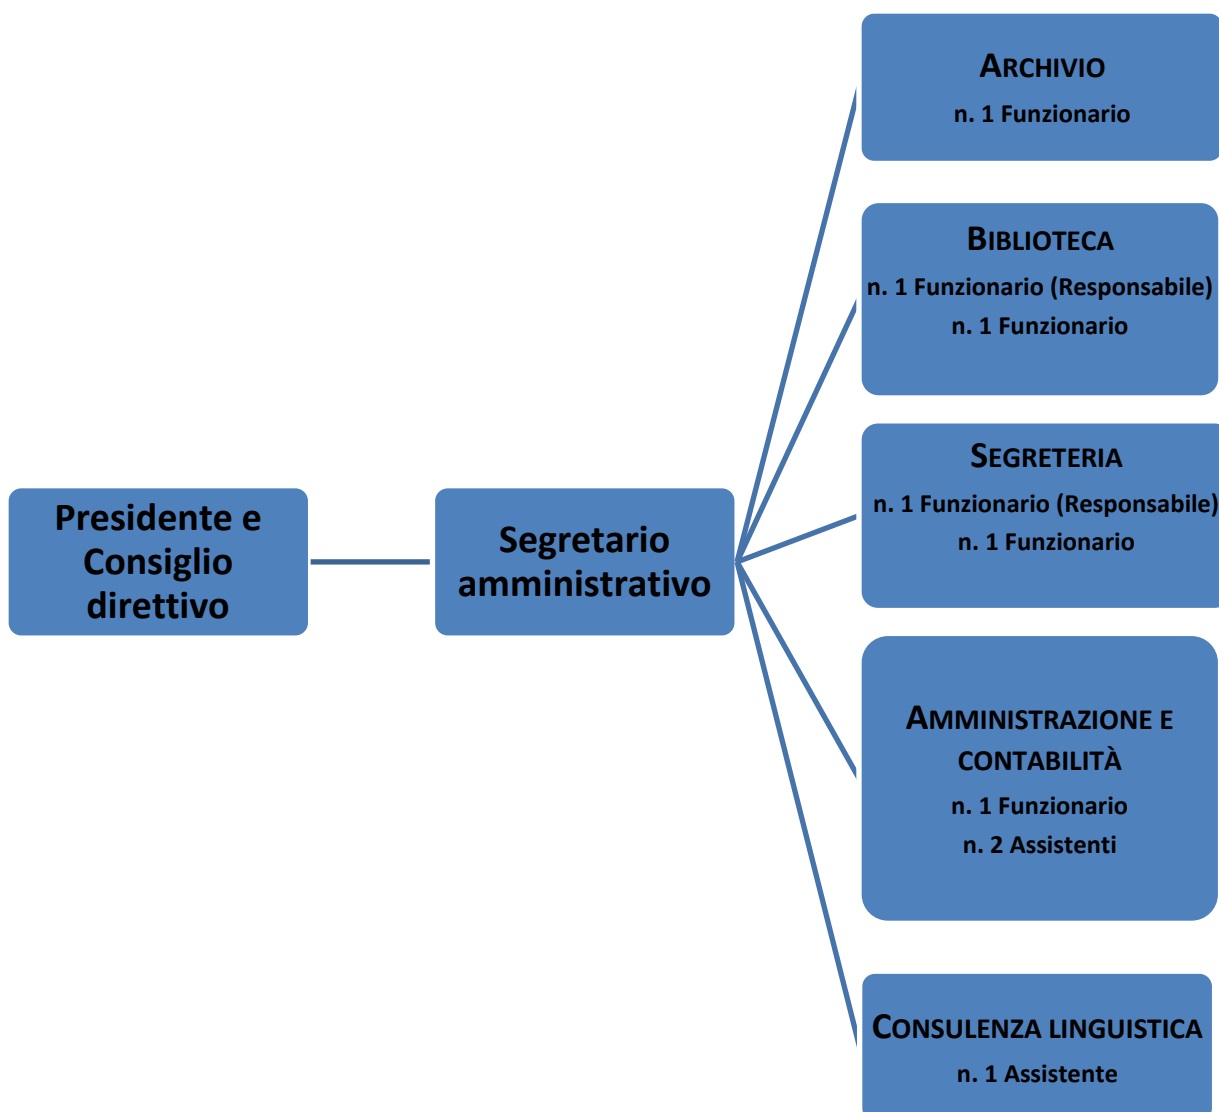 Presidente e
Consiglio
direttivo
Segretario
amministrativo
ARCHIVIO
n. 1 Funzionario
BIBLIOTECA
n. 1 Funzionario (Responsabile)
n. 1 Funzionario
SEGRETERIA
n. 1 Funzionario (Responsabile)
n. 1 Funzionario
AMMINISTRAZIONE E
CONTABILITÀ
n. 1 Funzionario
n. 2 Assistenti
CONSULENZA LINGUISTICA
n. 1 Assistente